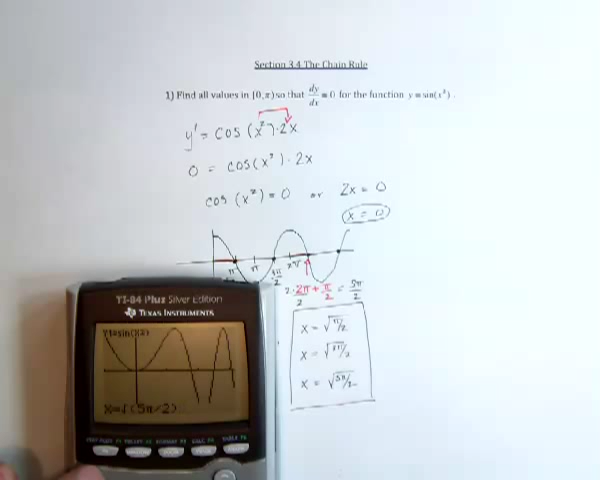 Section 3.4 The Chain Rule
1) Find all values in [0, π) so that dy/dx = 0 for the function y = sin(x²).
y' = cos (x²)·2x
0 = cos(x²) · 2x
cos (x²) = 0 or 2x = 0
x = 0
π/2 π 3π/2 2π
2·2π/2 + π/2 = 5π/2
x = √π/2
x = √3π/2
x = √5π/2
TI-84 Plus Silver Edition
TEXAS INSTRUMENTS
Y1=sin(X2)
X=√(5π/2)